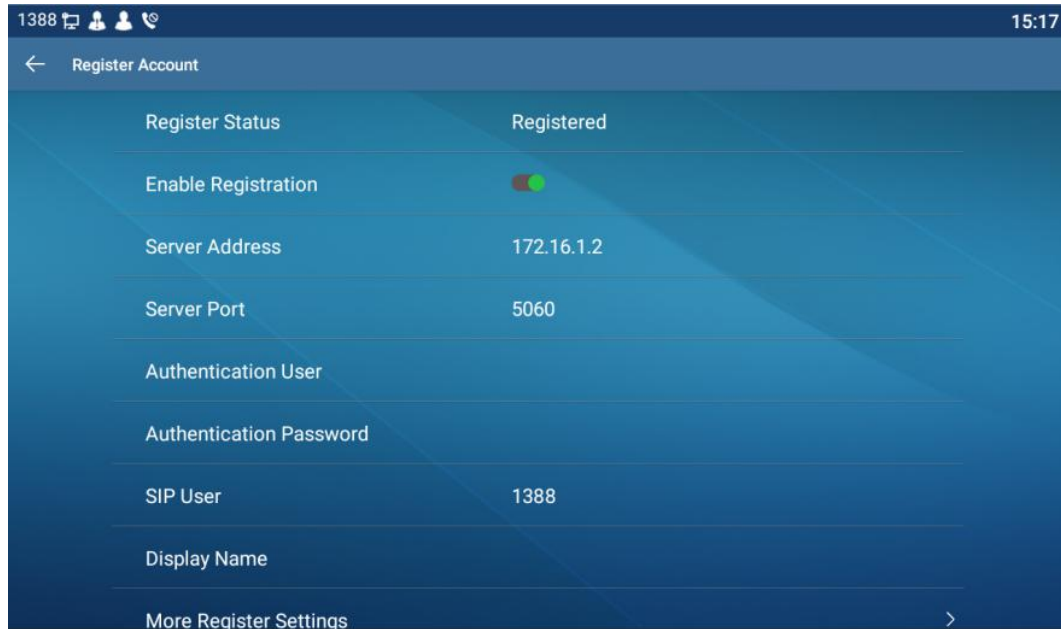 1388 15:17
Register Account
Register Status Registered
Enable Registration
Server Address 172.16.1.2
Server Port 5060
Authentication User
Authentication Password
SIP User 1388
Display Name
More Register Settings